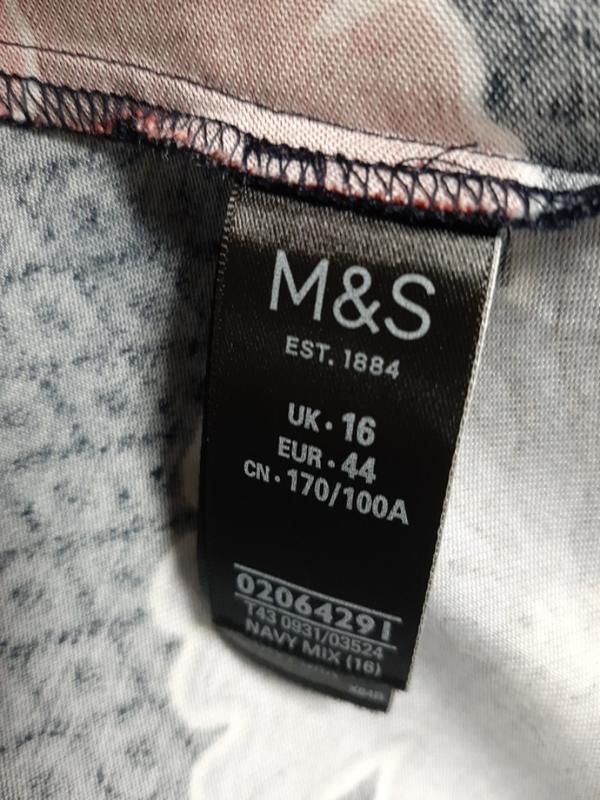 M&S
EST. 1884
UK • 16
EUR • 44
CN • 170/100A
02064291
T43 0931/03524
NAVY MIX (16)